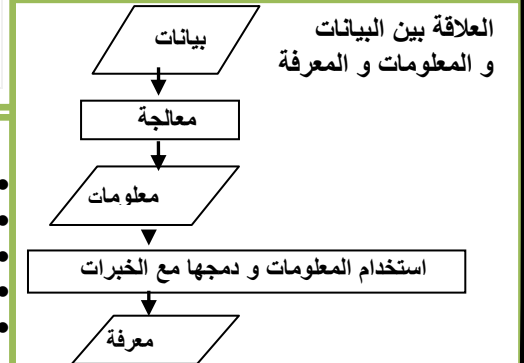 العلاقة بين البيانات
و المعلومات و المعرفة
بيانات
معالجة
معلومات
استخدام المعلومات و دمجها مع الخبرات
معرفة